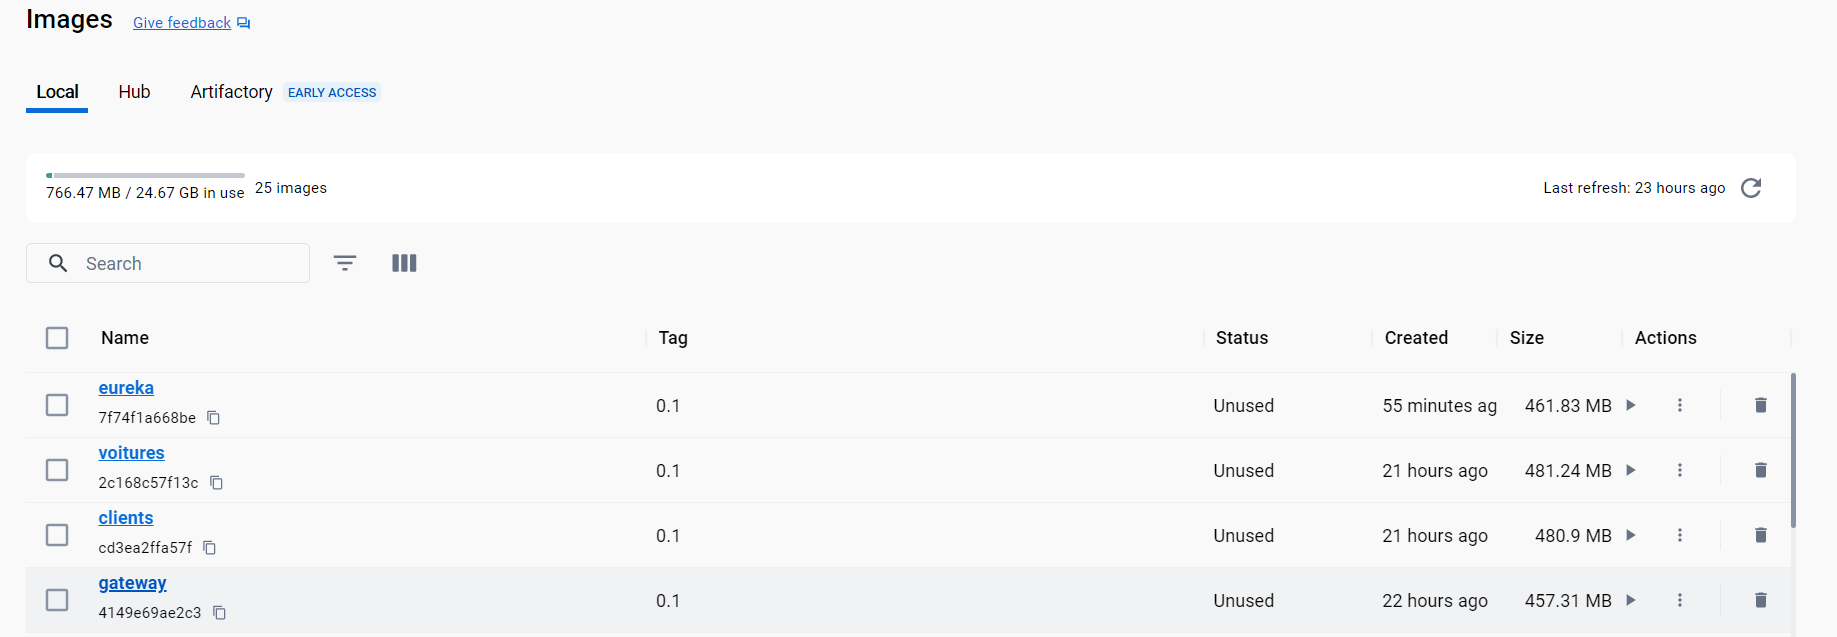 Images Give feedback
Local Hub Artifactory EARLY ACCESS
766.47 MB / 24.67 GB in use 25 images Last refresh: 23 hours ago
Search
Name Tag Status Created Size Actions
eureka
7f74f1a668be 0.1 Unused 55 minutes ag 461.83 MB
voitures
2c168c57f13c 0.1 Unused 21 hours ago 481.24 MB
clients
cd3ea2ffa57f 0.1 Unused 21 hours ago 480.9 MB
gateway
4149e69ae2c3 0.1 Unused 22 hours ago 457.31 MB